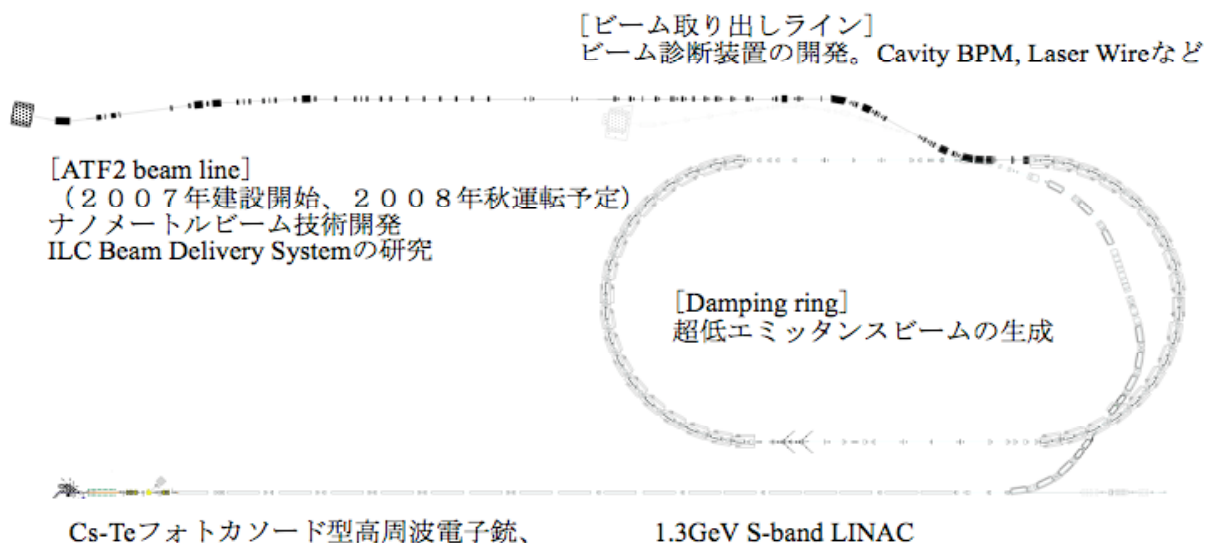 ［ビーム取り出しライン］
ビーム診断装置の開発。Cavity BPM, Laser Wireなど
［ATF2 beam line］
（２００７年建設開始、２００８年秋運転予定）
ナノメートルビーム技術開発
ILC Beam Delivery Systemの研究
［Damping ring］
超低エミッタンスビームの生成
Cs-Teフォトカソード型高周波電子銃、 1.3GeV S-band LINAC